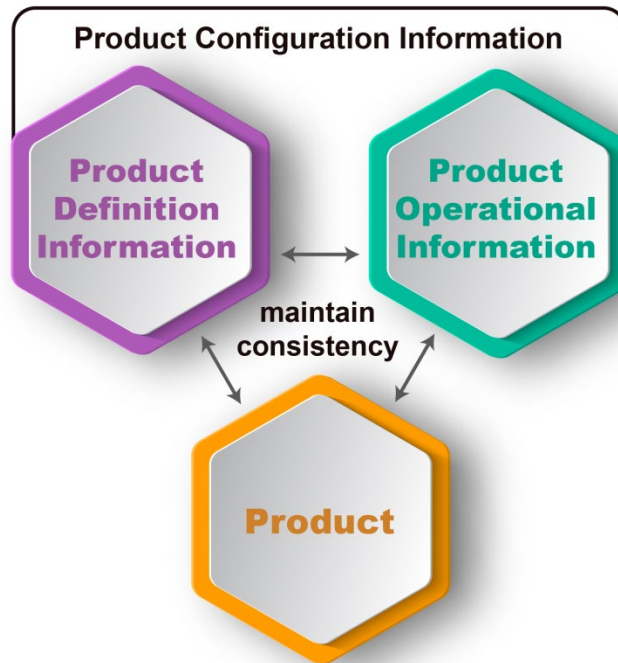 Product Configuration Information
Product
Definition
Information
Product
Operational
Information
maintain
consistency
Product